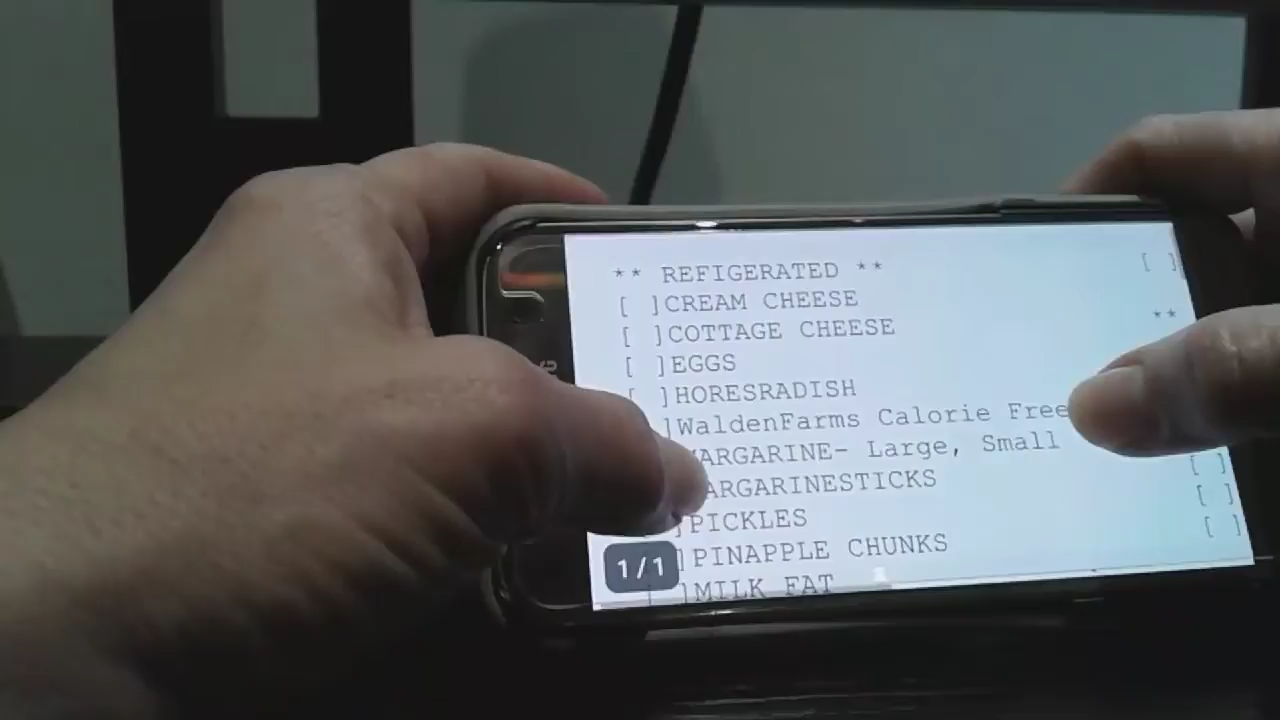 ** REFIGERATED **
[ ]CREAM CHEESE
[ ]COTTAGE CHEESE
[ ]EGGS
[ ]HORESRADISH
]WaldenFarms Calorie Free
ARGARINE- Large, Small
ARGARINESTICKS
]PICKLES
]PINAPPLE CHUNKS
]MILK FAT
1/1
[ ]
**
[ ]
[ ]
[ ]